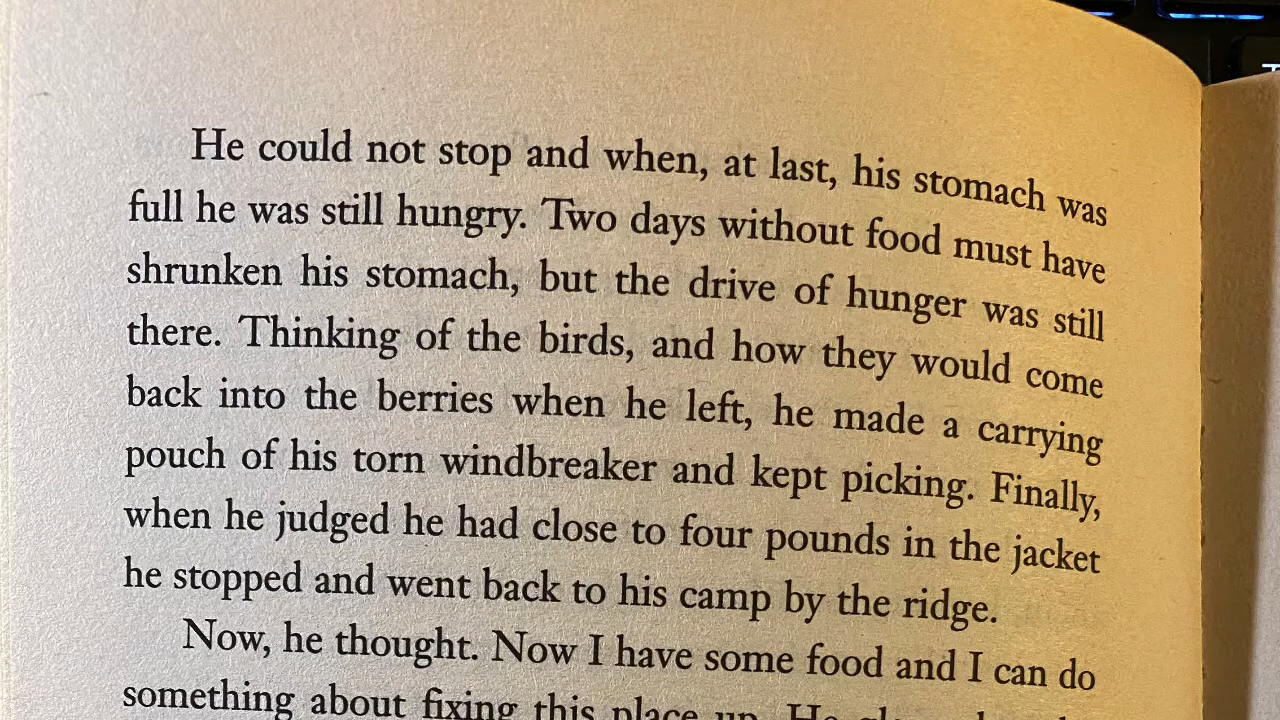 He could not stop and when, at last, his stomach was
full he was still hungry. Two days without food must have
shrunken his stomach, but the drive of hunger was still
there. Thinking of the birds, and how they would come
back into the berries when he left, he made a carrying
pouch of his torn windbreaker and kept picking. Finally,
when he judged he had close to four pounds in the jacket
he stopped and went back to his camp by the ridge.
Now, he thought. Now I have some food and I can do
something about fixing this place up. He